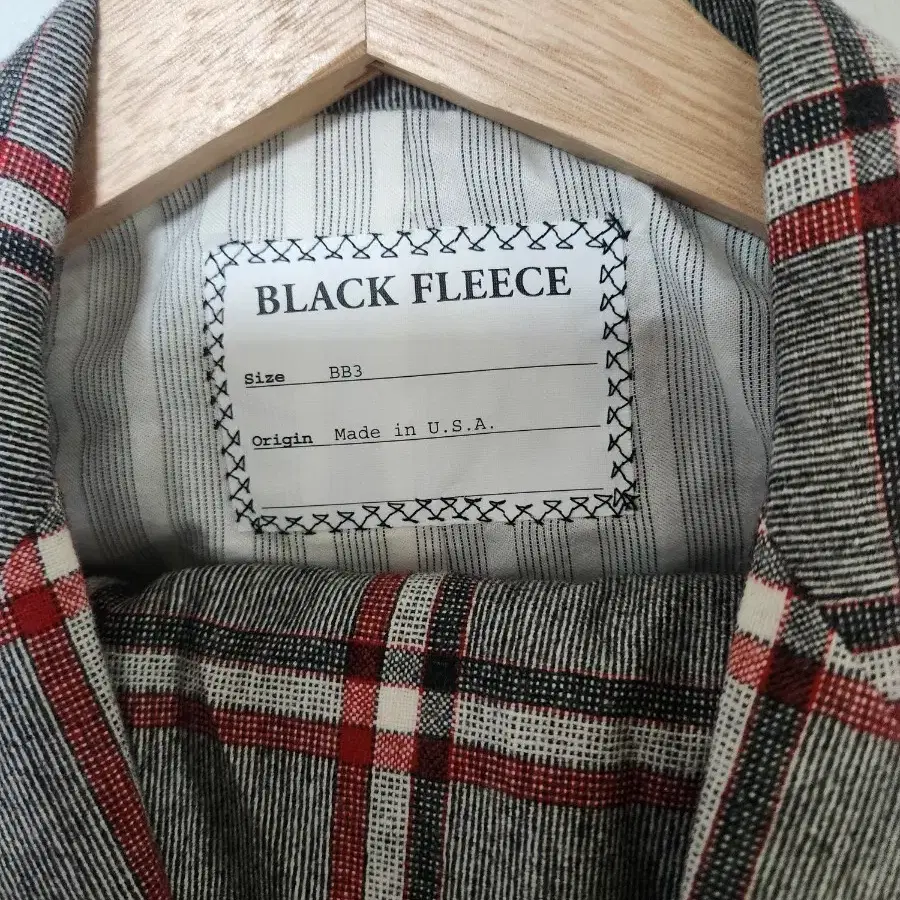 BLACK FLEECE
Size BB3
Origin Made in U.S.A.